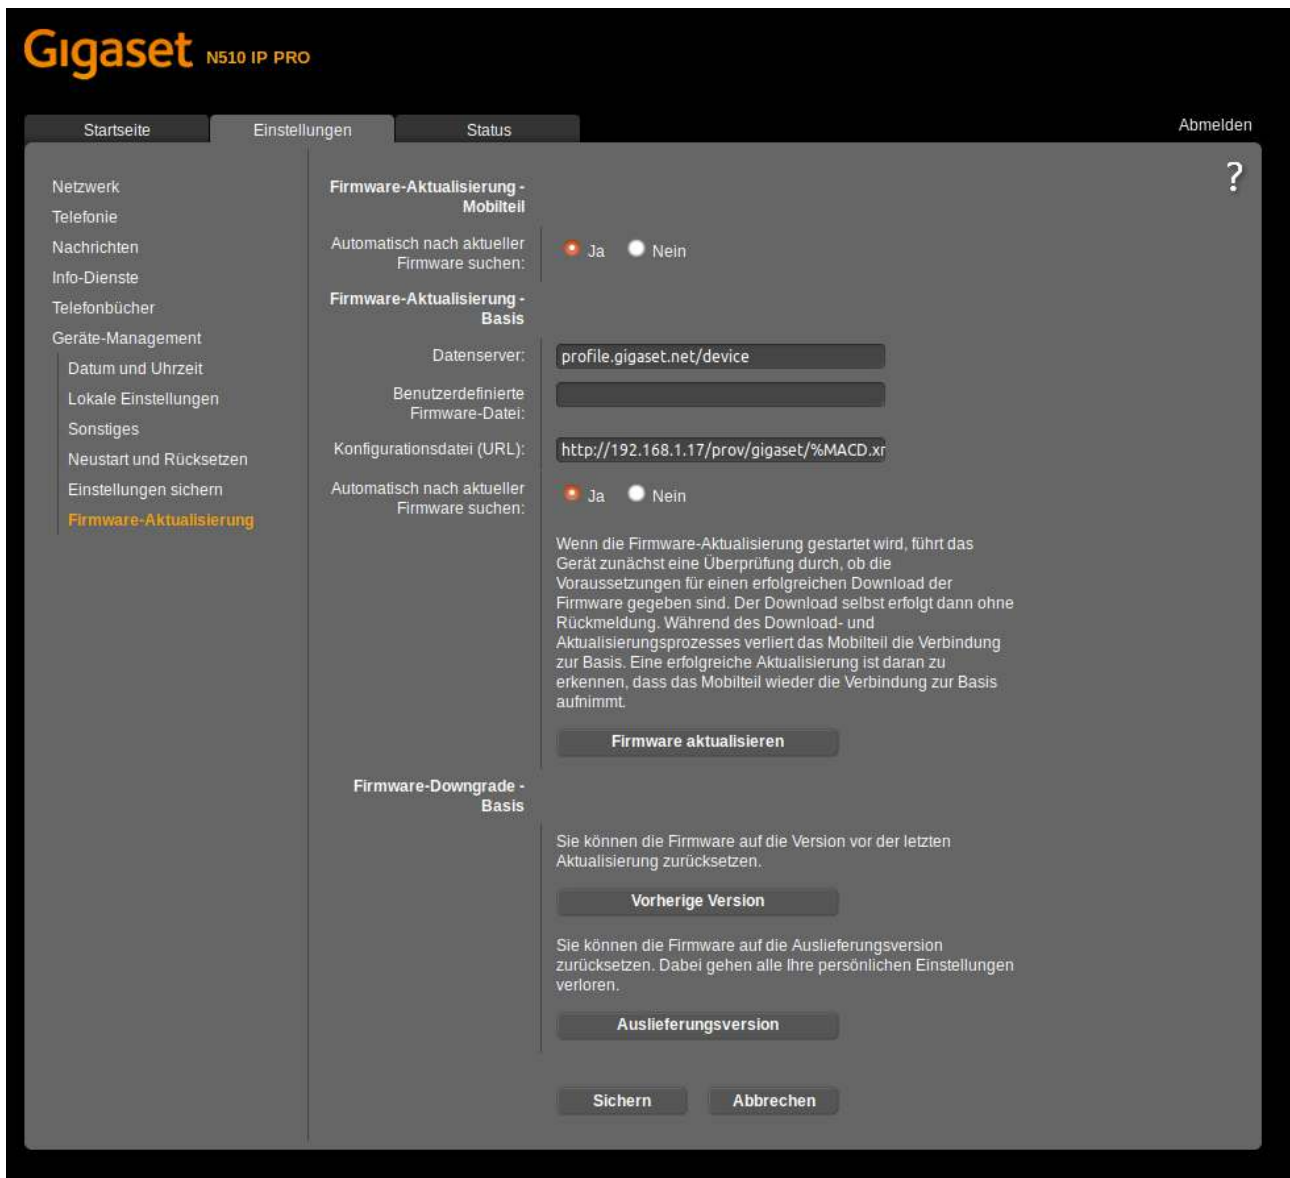 Gigaset N510 IP PRO
Startseite Einstellungen Status Abmelden
?
Netzwerk
Telefonie
Nachrichten
Info-Dienste
Telefonbücher
Geräte-Management
Datum und Uhrzeit
Lokale Einstellungen
Sonstiges
Neustart und Rücksetzen
Einstellungen sichern
Firmware-Aktualisierung
Firmware-Aktualisierung -
Mobilteil
Automatisch nach aktueller
Firmware suchen:
Ja Nein
Firmware-Aktualisierung -
Basis
Datenserver:
profile.gigaset.net/device
Benutzerdefinierte
Firmware-Datei:
Konfigurationsdatei (URL):
http://192.168.1.17/prov/gigaset/%MACD.xr
Automatisch nach aktueller
Firmware suchen:
Ja Nein
Wenn die Firmware-Aktualisierung gestartet wird, führt das
Gerät zunächst eine Überprüfung durch, ob die
Voraussetzungen für einen erfolgreichen Download der
Firmware gegeben sind. Der Download selbst erfolgt dann ohne
Rückmeldung. Während des Download- und
Aktualisierungsprozesses verliert das Mobilteil die Verbindung
zur Basis. Eine erfolgreiche Aktualisierung ist daran zu
erkennen, dass das Mobilteil wieder die Verbindung zur Basis
aufnimmt.
Firmware aktualisieren
Firmware-Downgrade -
Basis
Sie können die Firmware auf die Version vor der letzten
Aktualisierung zurücksetzen.
Vorherige Version
Sie können die Firmware auf die Auslieferungsversion
zurücksetzen. Dabei gehen alle Ihre persönlichen Einstellungen
verloren.
Auslieferungsversion
Sichern Abbrechen